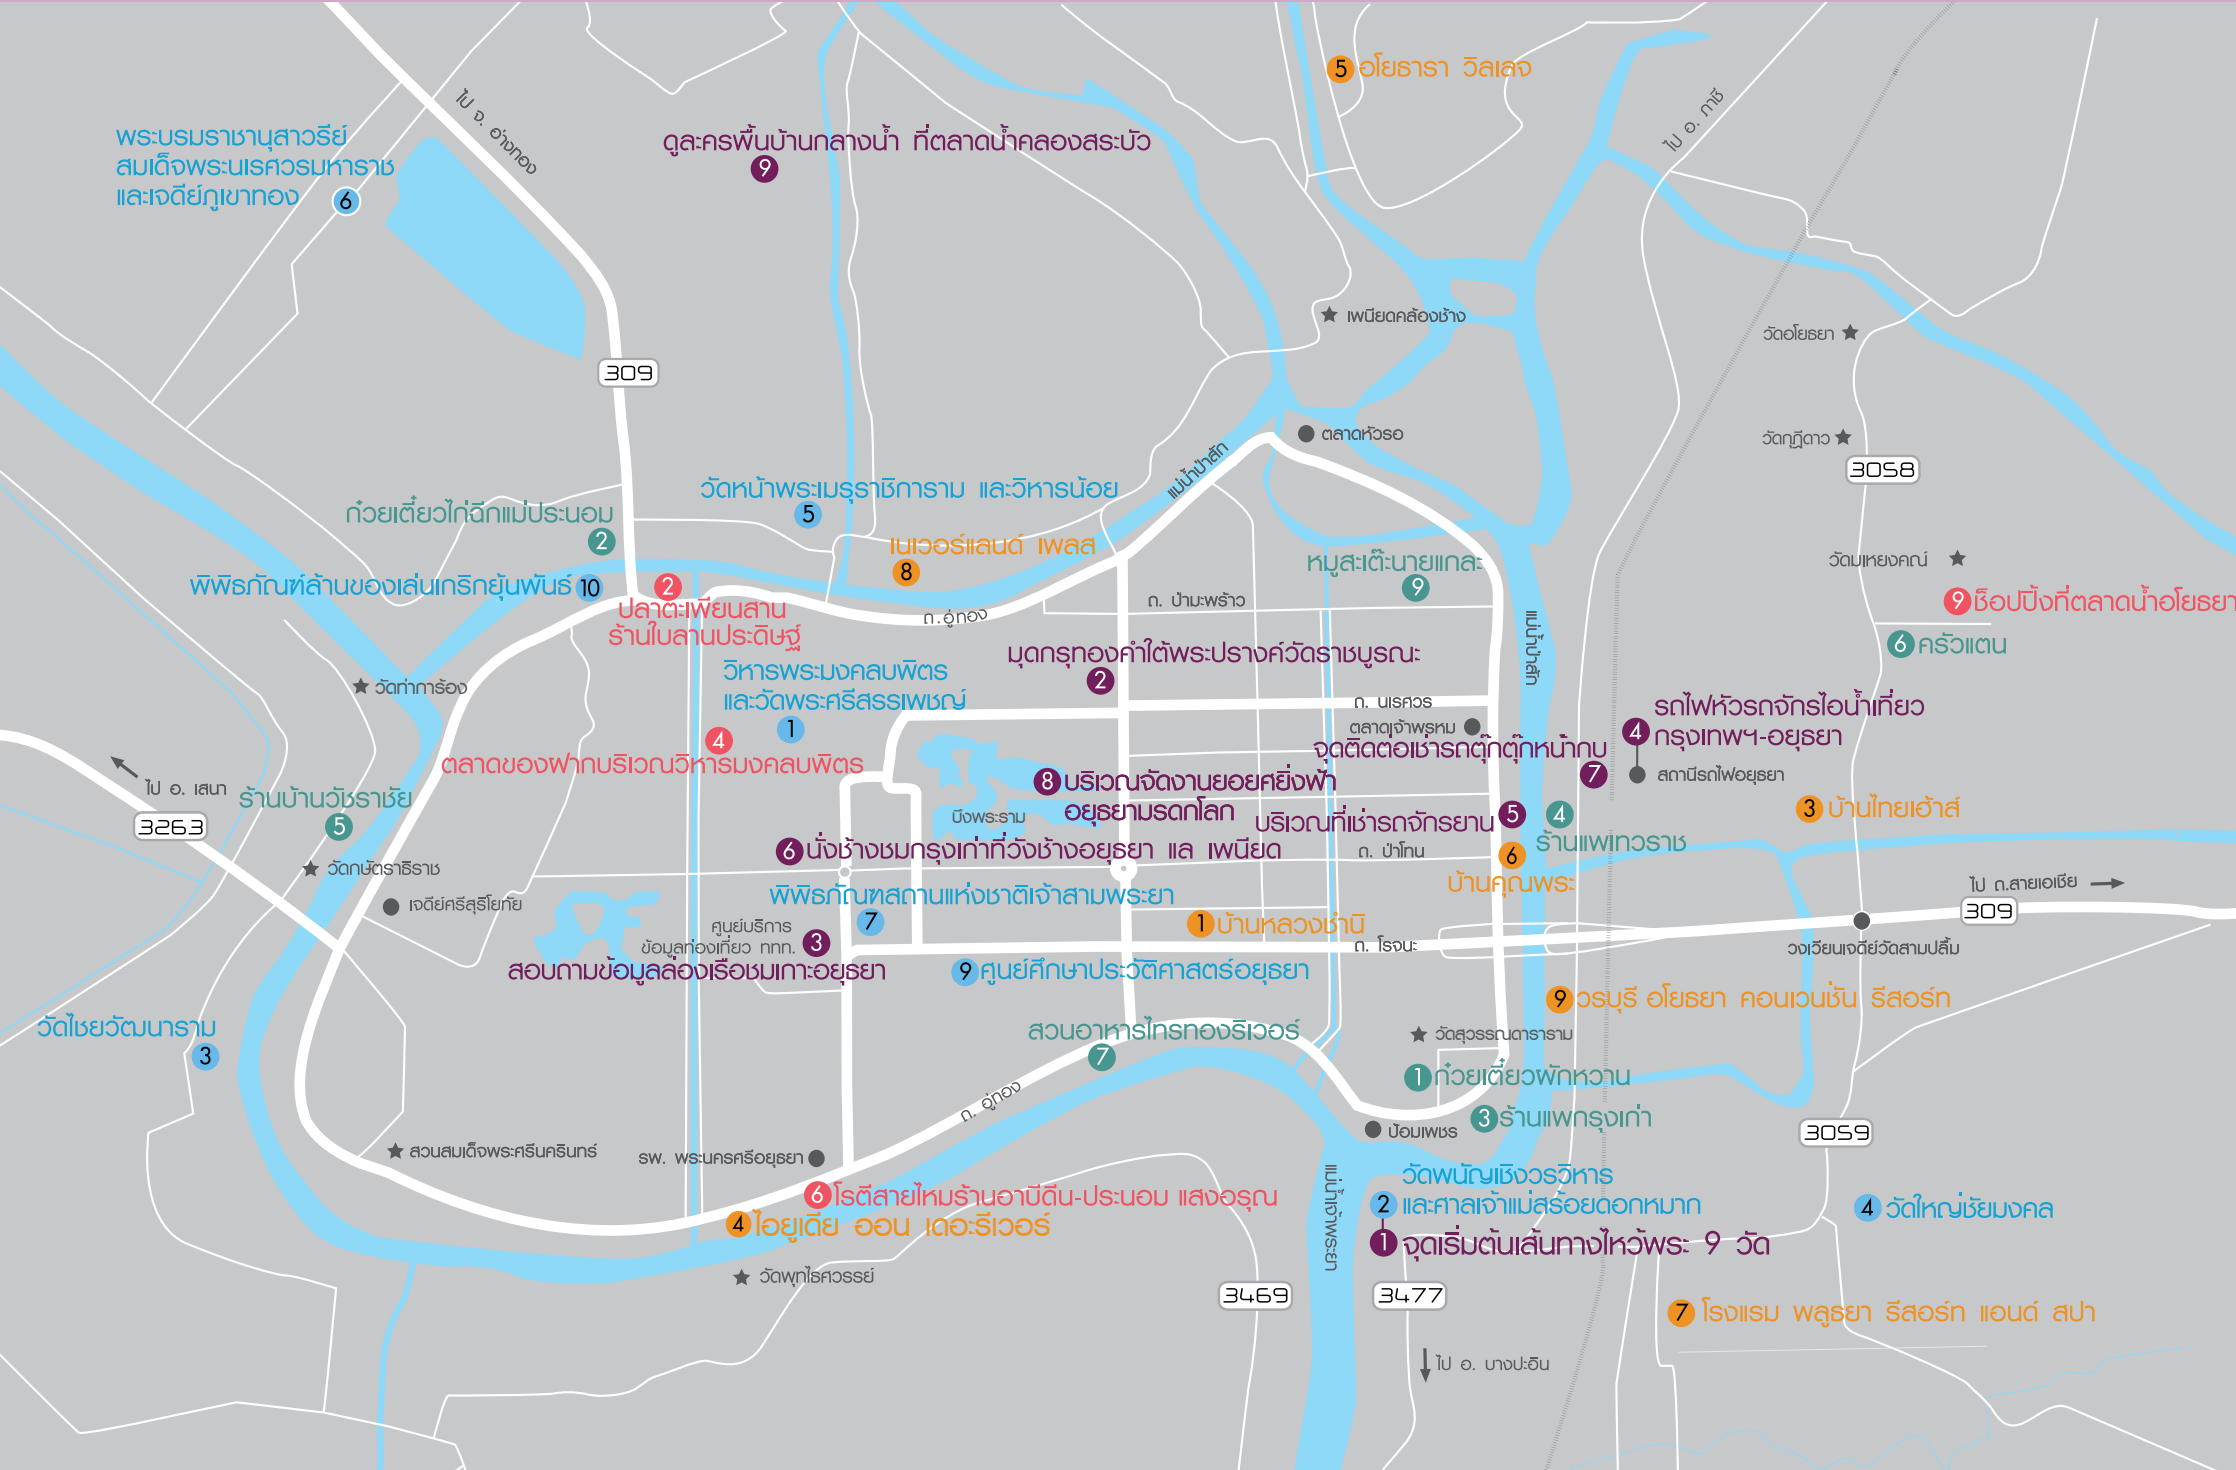 5 อโยธารา วิลเลจ
ไป จ. อ่างทอง
ไป อ. ภาชี
พระบรมราชานุสาวรีย์
สมเด็จพระนเรศวรมหาราช
และเจดีย์ภูเขาทอง 6
ดูละครพื้นบ้านกลางน้ำ ที่ตลาดน้ำคลองสระบัว
9
เพนียดคล้องช้าง
วัดอโยธยา
309
ตลาดหัวรอ
วัดกุฎีดาว
3058
แม่น้ำป่าสัก
วัดหน้าพระเมรุราชิการาม และวิหารน้อย
5
ก๋วยเตี๋ยวไก่ฉีกแม่ประนอม
2
เนเวอร์แลนด์ เพลส
8
หมูสะเต๊ะนายแกละ
9
วัดมเหยงคณ์
พิพิธภัณฑ์ล้านของเล่นเกริกยุ้นพันธ์ 10
2
ปลาตะเพียนสาน
ร้านใบลานประดิษฐ์
ถ.อู่ทอง
ถ. ป่ามะพร้าว
9 ช็อปปิ้งที่ตลาดน้ำอโยธยา
6 ครัวแตน
แม่น้ำป่าสัก
มุดกรุทองคำใต้พระปรางค์วัดราชบูรณะ
2
วิหารพระมงคลบพิตร
และวัดพระศรีสรรเพชญ์
1
วัดท่าการ้อง
ถ. นเรศวร
ตลาดเจ้าพรหม
4 รถไฟหัวรถจักรไอน้ำเที่ยว
กรุงเทพฯ-อยุธยา
4
ตลาดของฝากบริเวณวิหารมงคลบพิตร
จุดติดต่อเช่ารถตุ๊กตุ๊กหน้ากบ
7
สถานีรถไฟอยุธยา
ไป อ. เสนา
3263
ร้านบ้านวัชราชัย
5
8 บริเวณจัดงานยอยศยิ่งฟ้า
อยุธยามรดกโลก
บึงพระราม
บริเวณที่เช่ารถจักรยาน 5
4
ร้านแพเทวราช
3 บ้านไทยเฮ้าส์
6 นั่งช้างชมกรุงเก่าที่วังช้างอยุธยา แล เพนียด
ถ. ป่าโทน
6
บ้านคุณพระ
วัดกษัตราธิราช
เจดีย์ศรีสุริโยทัย
พิพิธภัณฑสถานแห่งชาติเจ้าสามพระยา
7
ไป ถ.สายเอเชีย
309
ศูนย์บริการ
ข้อมูลท่องเที่ยว ททท.
3
สอบถามข้อมูลล่องเรือชมเกาะอยุธยา
1 บ้านหลวงชำนิ
ถ. โรจนะ
วงเวียนเจดีย์วัดสามปลื้ม
9 ศูนย์ศึกษาประวัติศาสตร์อยุธยา
9 วรบุรี อโยธยา คอนเวนชั่น รีสอร์ท
วัดไชยวัฒนาราม
3
สวนอาหารไทรทองริเวอร์
7
วัดสุวรรณดาราราม
1 ก๋วยเตี๋ยวผักหวาน
ถ. อู่ทอง
3 ร้านแพกรุงเก่า
ป้อมเพชร
3059
สวนสมเด็จพระศรีนครินทร์
รพ. พระนครศรีอยุธยา
6 โรตีสายไหมร้านอาบีดีน-ประนอม แสงอรุณ
4 ไอยูเดีย ออน เดอะริเวอร์
วัดพุทไธศวรรย์
แม่น้ำเจ้าพระยา
วัดพนัญเชิงวรวิหาร
2 และศาลเจ้าแม่สร้อยดอกหมาก
1 จุดเริ่มต้นเส้นทางไหว้พระ 9 วัด
4 วัดใหญ่ชัยมงคล
3469
3477
7 โรงแรม พลูธยา รีสอร์ท แอนด์ สปา
ไป อ. บางปะอิน